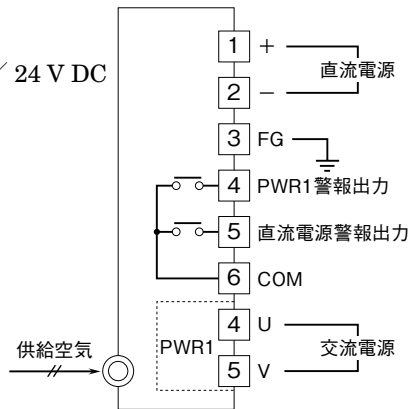 1 +
／ 24 V DC
直流電源
2 −
3 FG
4 PWR1警報出力
5 直流電源警報出力
6 COM
PWR1
4 U
交流電源
5 V
供給空気